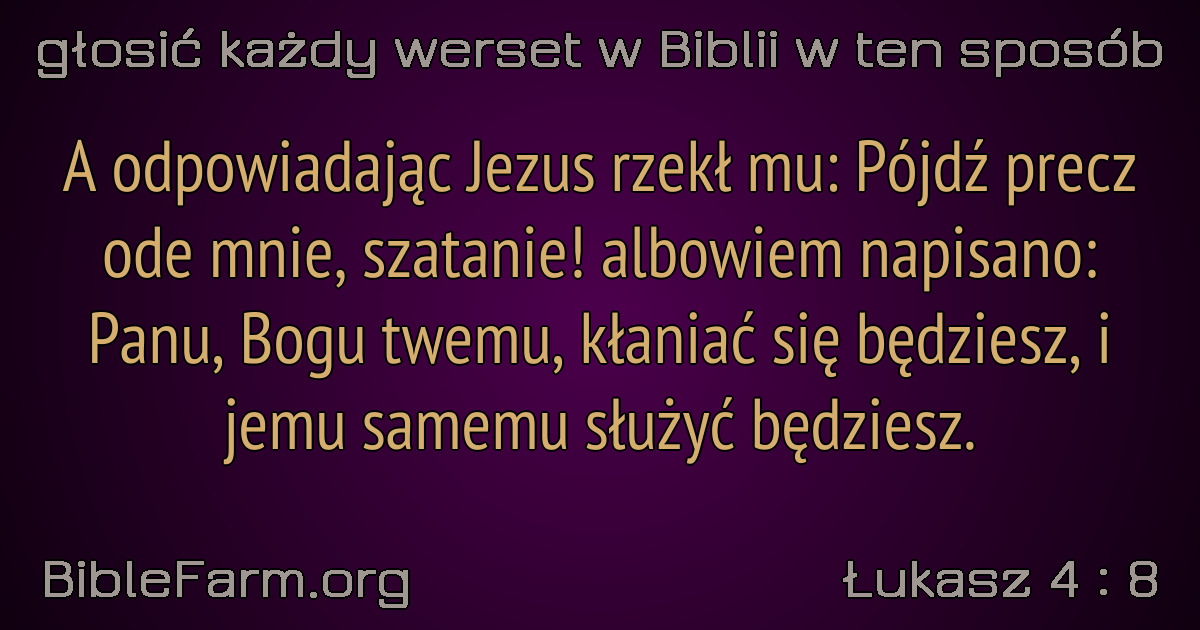 głosić każdy werset w Biblii w ten sposób
A odpowiadając Jezus rzekł mu: Pójdź precz
ode mnie, szatanie! albowiem napisano:
Panu, Bogu twemu, kłaniać się będziesz, i
jemu samemu służyć będziesz.
BibleFarm.org
Łukasz 4 : 8